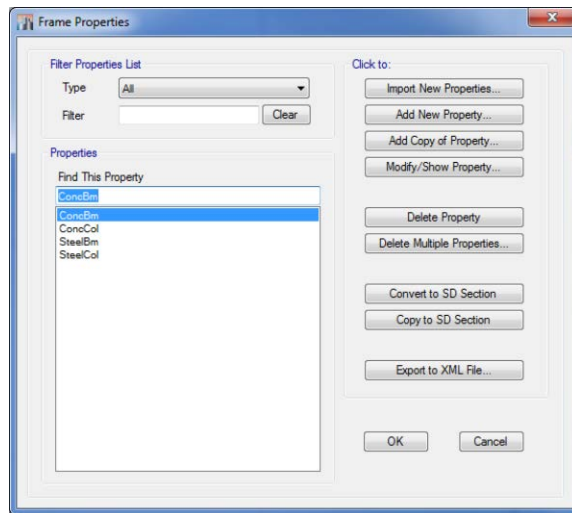 Frame Properties
Filter Properties List
Type All
Filter Clear
Properties
Find This Property
ConcBm
ConcBm
ConcCol
SteelBm
SteelCol
Click to:
Import New Properties...
Add New Property...
Add Copy of Property...
Modify/Show Property...
Delete Property
Delete Multiple Properties...
Convert to SD Section
Copy to SD Section
Export to XML File...
OK Cancel